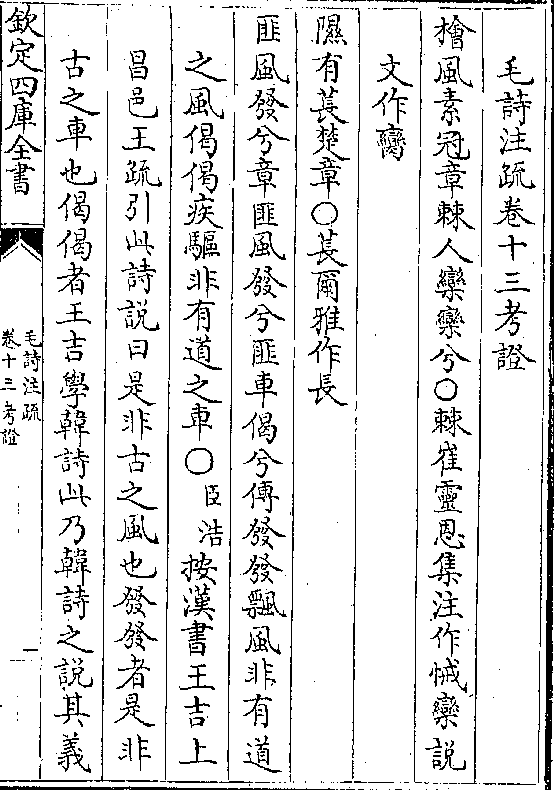 毛詩注疏卷十三考證
檜風素冠章棘人欒欒兮○棘崔靈恩集注作悈欒說
文作臠
隰有萇楚章○萇爾雅作長
匪風發兮章匪風發兮匪車偈兮傳發發飄風非有道
之風偈偈疾驅非有道之車○臣浩按漢書王吉上
昌邑王疏引此詩說曰是非古之風也發發者是非
古之車也偈偈者王吉學韓詩此乃韓詩之說其義
欽定四庫全書
毛詩注疏
卷十三考證
一